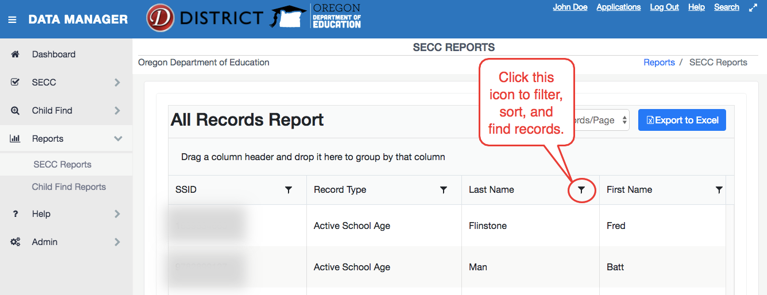 DATA MANAGER
DISTRICT
OREGON
DEPARTMENT OF
EDUCATION
John Doe Applications Log Out Help Search
Dashboard
SECC
Child Find
Reports
SECC Reports
Child Find Reports
Help
Admin
SECC REPORTS
Oregon Department of Education
Reports / SECC Reports
Click this
icon to filter,
sort, and
find records.
All Records Report
ords/Page
Export to Excel
Drag a column header and drop it here to group by that column
SSID Record Type Last Name First Name
Active School Age Flinstone Fred
Active School Age Man Batt